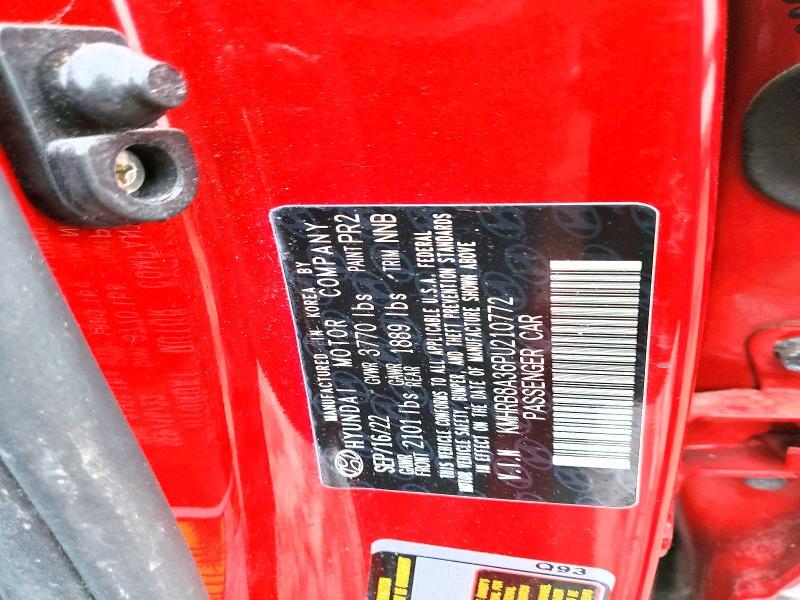 MANUFACTURED IN KOREA BY
HYUNDAI MOTOR COMPANY
SEP/16/22 GVWR 3770 lbs PAINT PR2
GAWR FRONT 2101 lbs GAWR REAR 1889 lbs TRIM NNB
THIS VEHICLE CONFORMS TO ALL APPLICABLE U.S.A. FEDERAL
MOTOR VEHICLE SAFETY, BUMPER, AND THEFT PREVENTION STANDARDS
IN EFFECT ON THE DATE OF MANUFACTURE SHOWN ABOVE
V.I.N KMHRB8A36PU210772
PASSENGER CAR
Q93